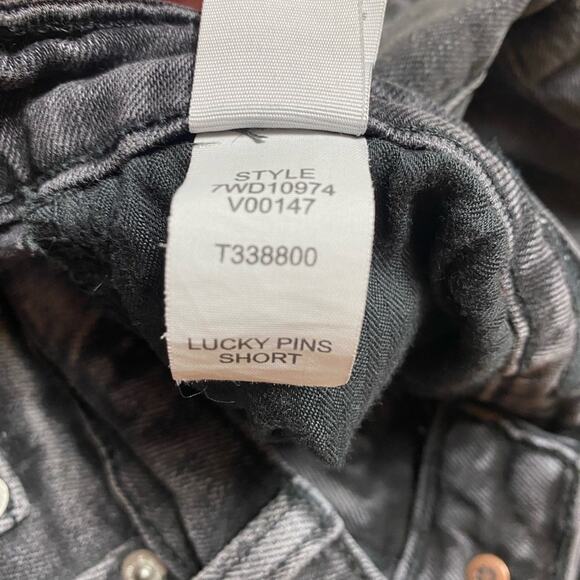 STYLE
7WD10974
V00147
T338800
LUCKY PINS
SHORT